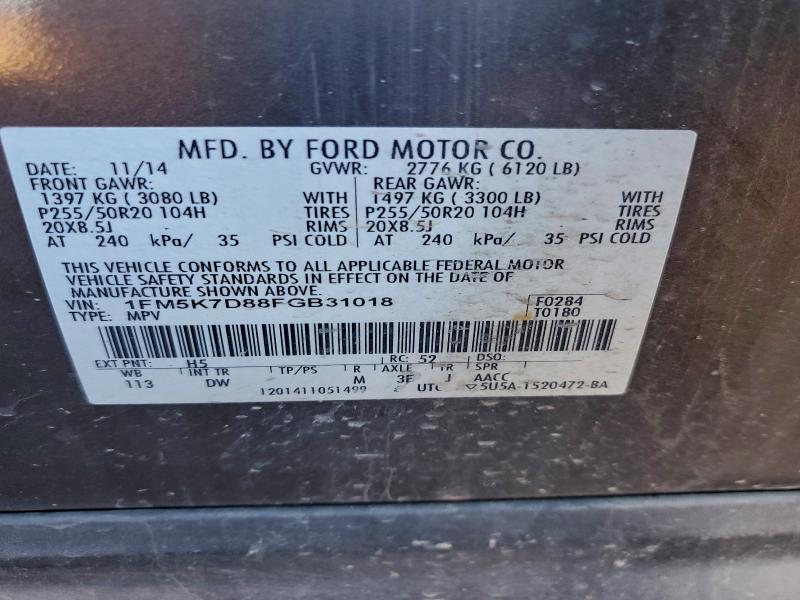 MFD. BY FORD MOTOR CO.
DATE: 11/14 GVWR: 2776 KG ( 6120 LB)
FRONT GAWR: REAR GAWR:
1397 KG ( 3080 LB) WITH 1497 KG ( 3300 LB) WITH
P255/50R20 104H TIRES P255/50R20 104H TIRES
20X8.5J RIMS 20X8.5J RIMS
AT 240 kPa/ 35 PSI COLD AT 240 kPa/ 35 PSI COLD
THIS VEHICLE CONFORMS TO ALL APPLICABLE FEDERAL MOTOR
VEHICLE SAFETY STANDARDS IN EFFECT ON THE DATE OF
MANUFACTURE SHOWN ABOVE.
VIN: 1FM5K7D88FGB31018 F0284
TYPE: MPV T0180
EXT PNT: H5 RC: 52 DSO:
WB INT TR TP/PS R AXLE TR SPR
113 DW M 3F J AACC
1201411051499 UTC 5U5A-1520472-BA